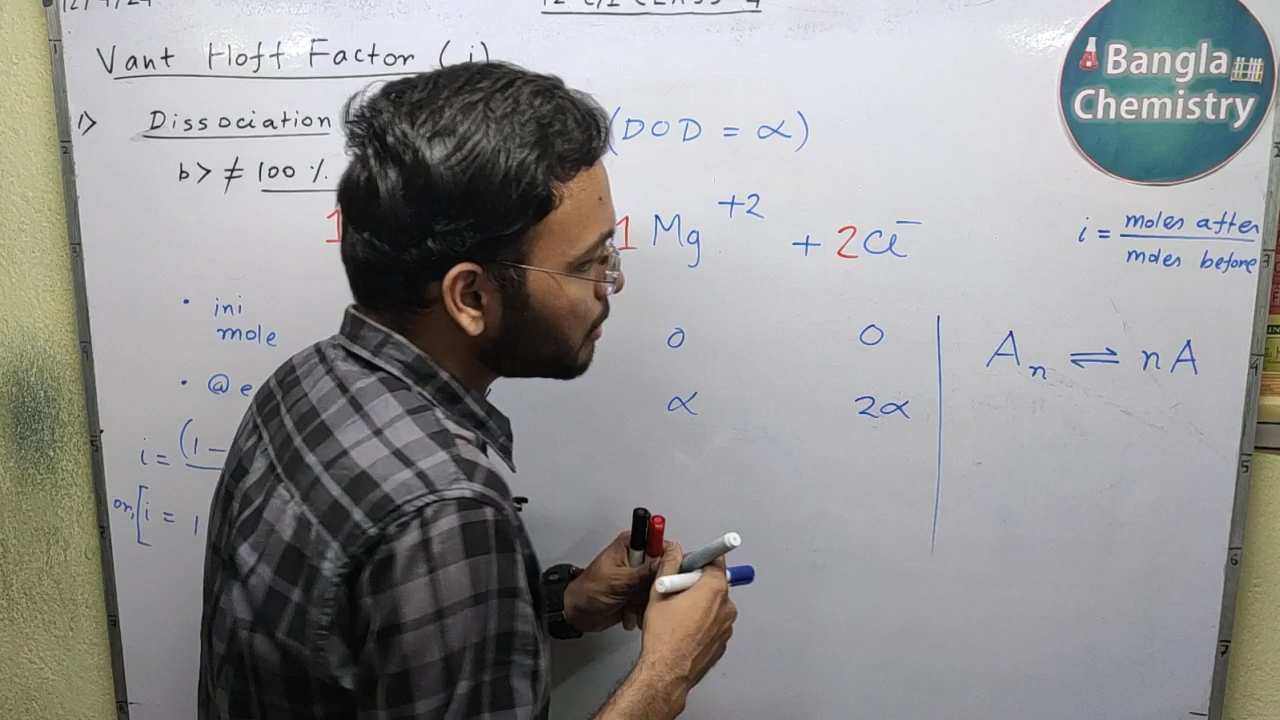 Vant Hoff Factor (i)
1> Dissociation (DOD = α)
b> ≠ 100 %.
1 1 Mg⁺² + 2Cl⁻
i = moles after / moles before
• ini mole 0 0
Aₙ ⇌ nA
• @ α 2α
i = (1 –
or, [i = 1
Bangla
Chemistry